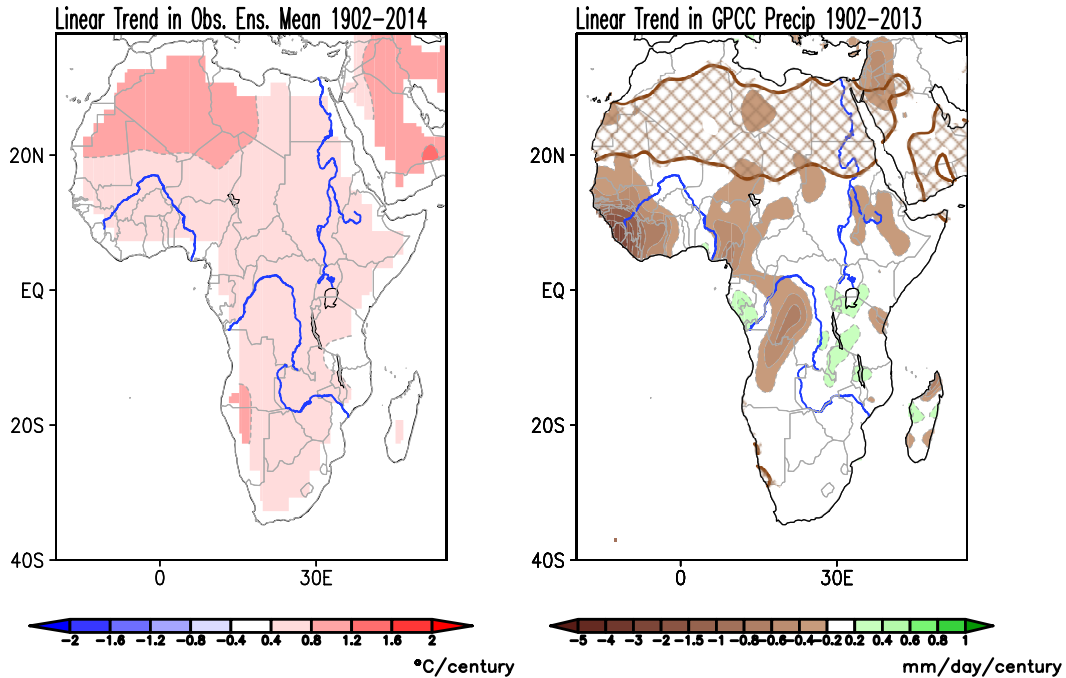 Linear Trend in Obs. Ens. Mean 1902-2014
20N
EQ
20S
40S
0 30E
-2 -1.6 -1.2 -0.8 -0.4 0.4 0.8 1.2 1.6 2
°C/century
Linear Trend in GPCC Precip 1902-2013
20N
EQ
20S
40S
0 30E
-5 -4 -3 -2 -1.5 -1 -0.8 -0.6 -0.4 -0.2 0.2 0.4 0.6 0.8 1
mm/day/century